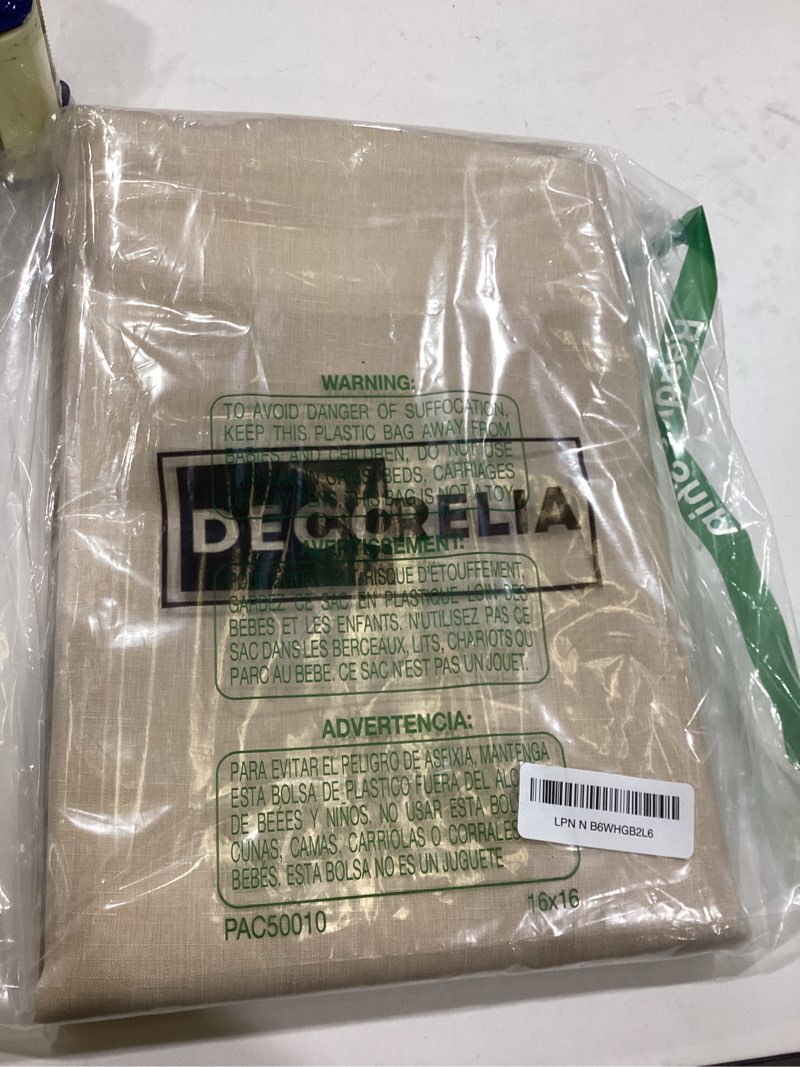 WARNING:
TO AVOID DANGER OF SUFFOCATION,
KEEP THIS PLASTIC BAG AWAY FROM
BABIES AND CHILDREN, DO NOT USE
IN CRIBS, BEDS, CARRIAGES
THIS BAG IS NOT A TOY
DECORELIA
AVERTISSEMENT:
RISQUE D'ÉTOUFFEMENT,
GARDEZ CE SAC EN PLASTIQUE LOIN DES
BÉBÉS ET LES ENFANTS. N'UTILISEZ PAS CE
SAC DANS LES BERCEAUX, LITS, CHARIOTS OU
PARC AU BEBE. CE SAC N'EST PAS UN JOUET.
ADVERTENCIA:
PARA EVITAR EL PELIGRO DE ASFIXIA, MANTENGA
ESTA BOLSA DE PLASTICO FUERA DEL
DE BEEES Y NIÑOS. NO USAR ESTA
CUNAS, CAMAS, CARRIOLAS O CORRALES
BEBES. ESTA BOLSA NO ES UN JUGUETE
PAC50010
16x16
LPN N B6WHGB2L6